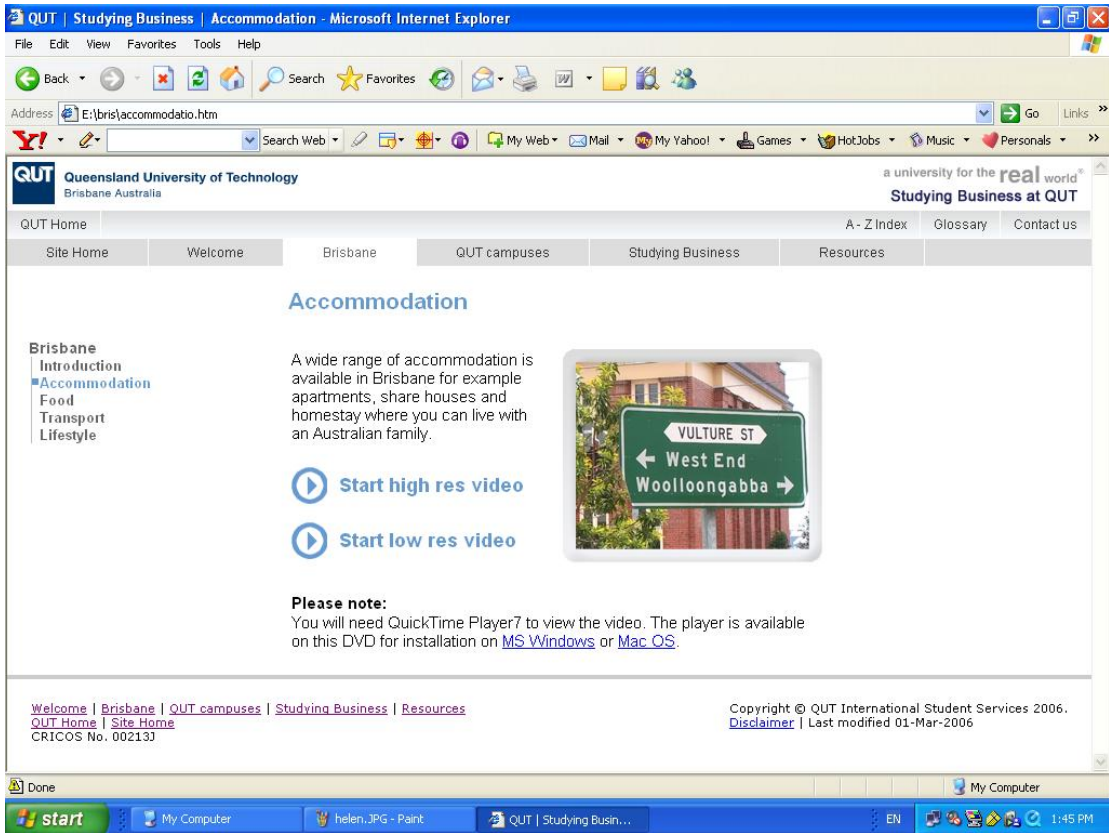 QUT | Studying Business | Accommodation - Microsoft Internet Explorer
File Edit View Favorites Tools Help
Back Search Favorites
Address E:\bris\accommodatio.htm Go Links »
Y! Search Web My Web Mail My Yahoo! Games HotJobs Music Personals »
QUT Queensland University of Technology
Brisbane Australia
a university for the real world®
Studying Business at QUT
QUT Home A - Z Index Glossary Contact us
Site Home Welcome Brisbane QUT campuses Studying Business Resources
Accommodation
Brisbane
Introduction
Accommodation
Food
Transport
Lifestyle
A wide range of accommodation is
available in Brisbane for example
apartments, share houses and
homestay where you can live with
an Australian family.
VULTURE ST
← West End
Woolloongabba →
Start high res video
Start low res video
Please note:
You will need QuickTime Player7 to view the video. The player is available
on this DVD for installation on MS Windows or Mac OS.
Welcome | Brisbane | QUT campuses | Studying Business | Resources
QUT Home | Site Home
CRICOS No. 00213J
Copyright © QUT International Student Services 2006.
Disclaimer | Last modified 01-Mar-2006
Done My Computer
start My Computer helen.JPG - Paint QUT | Studying Busin... EN 1:45 PM